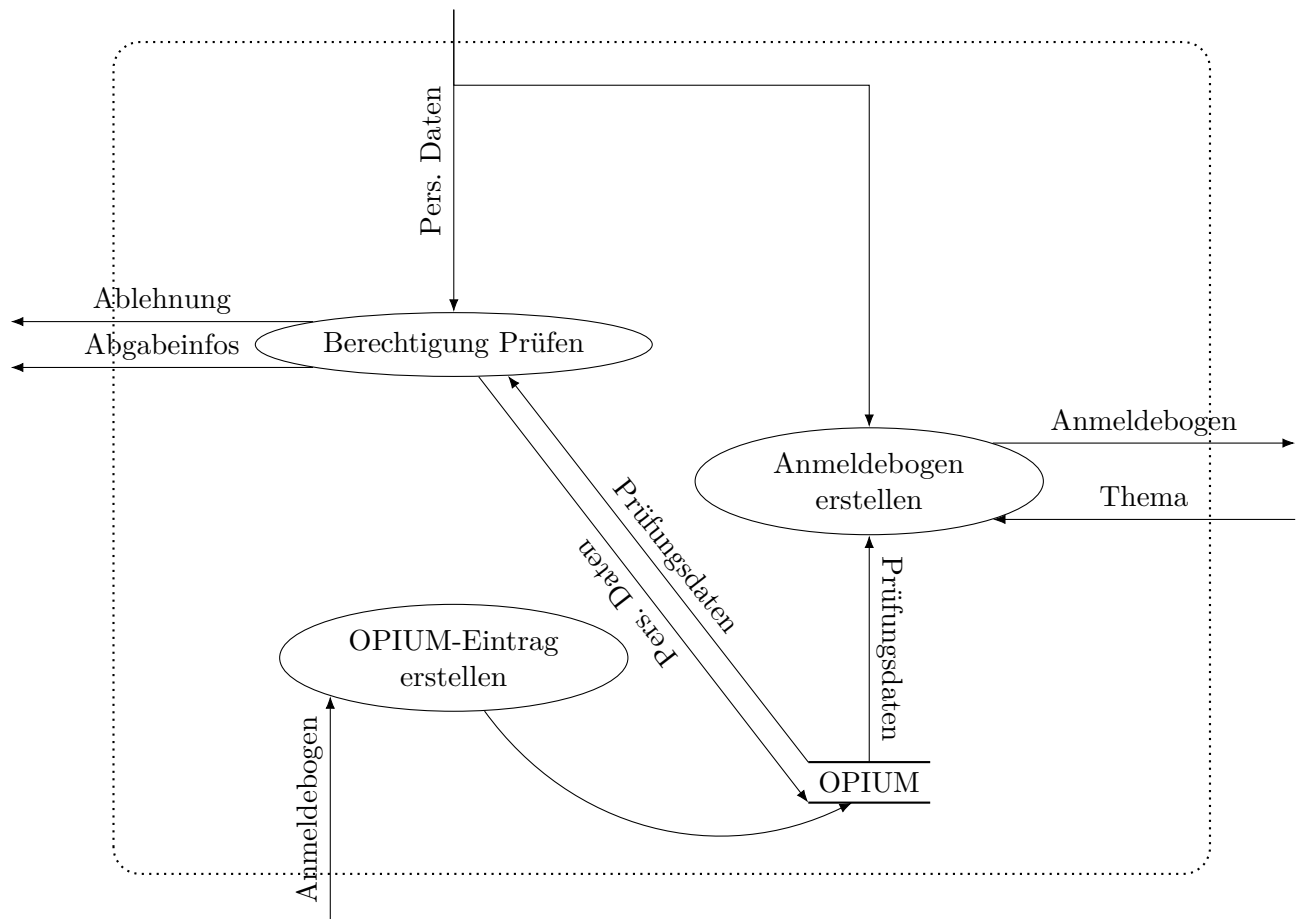 Pers. Daten
Ablehnung
Abgabeinfos
Berechtigung Prüfen
Anmeldebogen
Anmeldebogen
erstellen
Thema
Prüfungsdaten
Pers. Daten
Prüfungsdaten
OPIUM-Eintrag
erstellen
Anmeldebogen
OPIUM